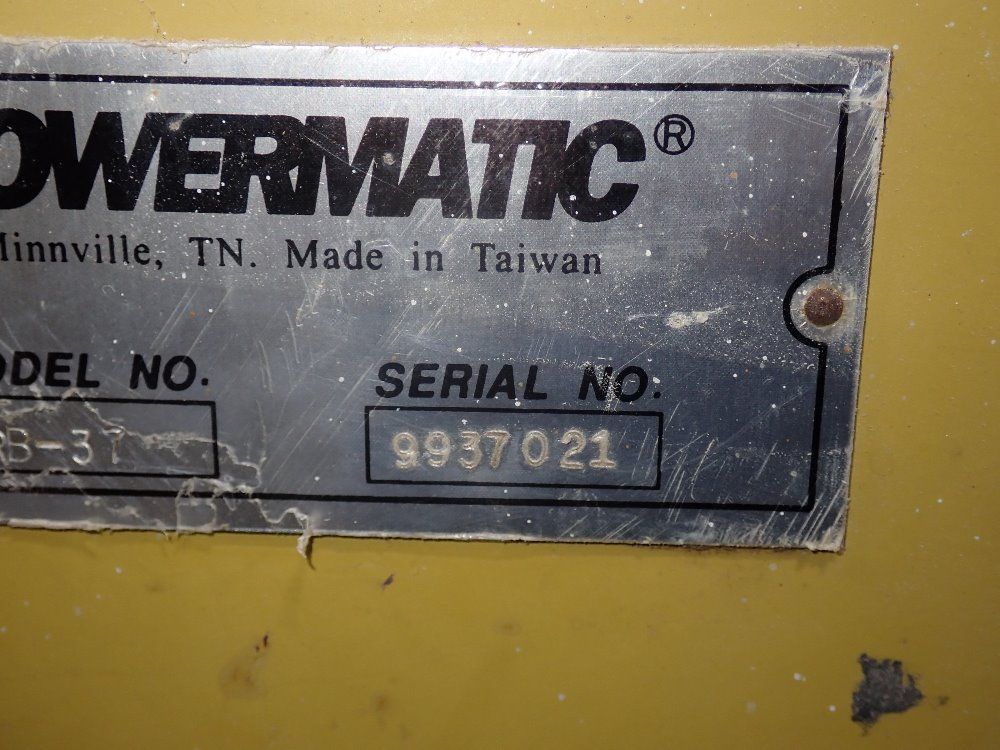 OWERMATIC®
Minnville, TN. Made in Taiwan
ODEL NO.
SERIAL NO.
B-37
9937021